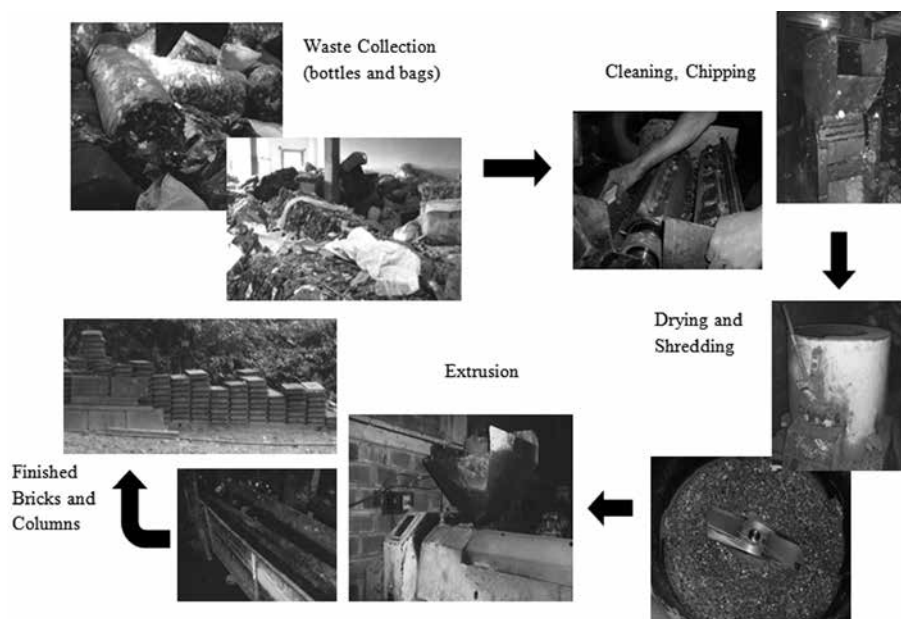 Waste Collection
(bottles and bags)
Cleaning, Chipping
Drying and
Shredding
Extrusion
Finished
Bricks and
Columns